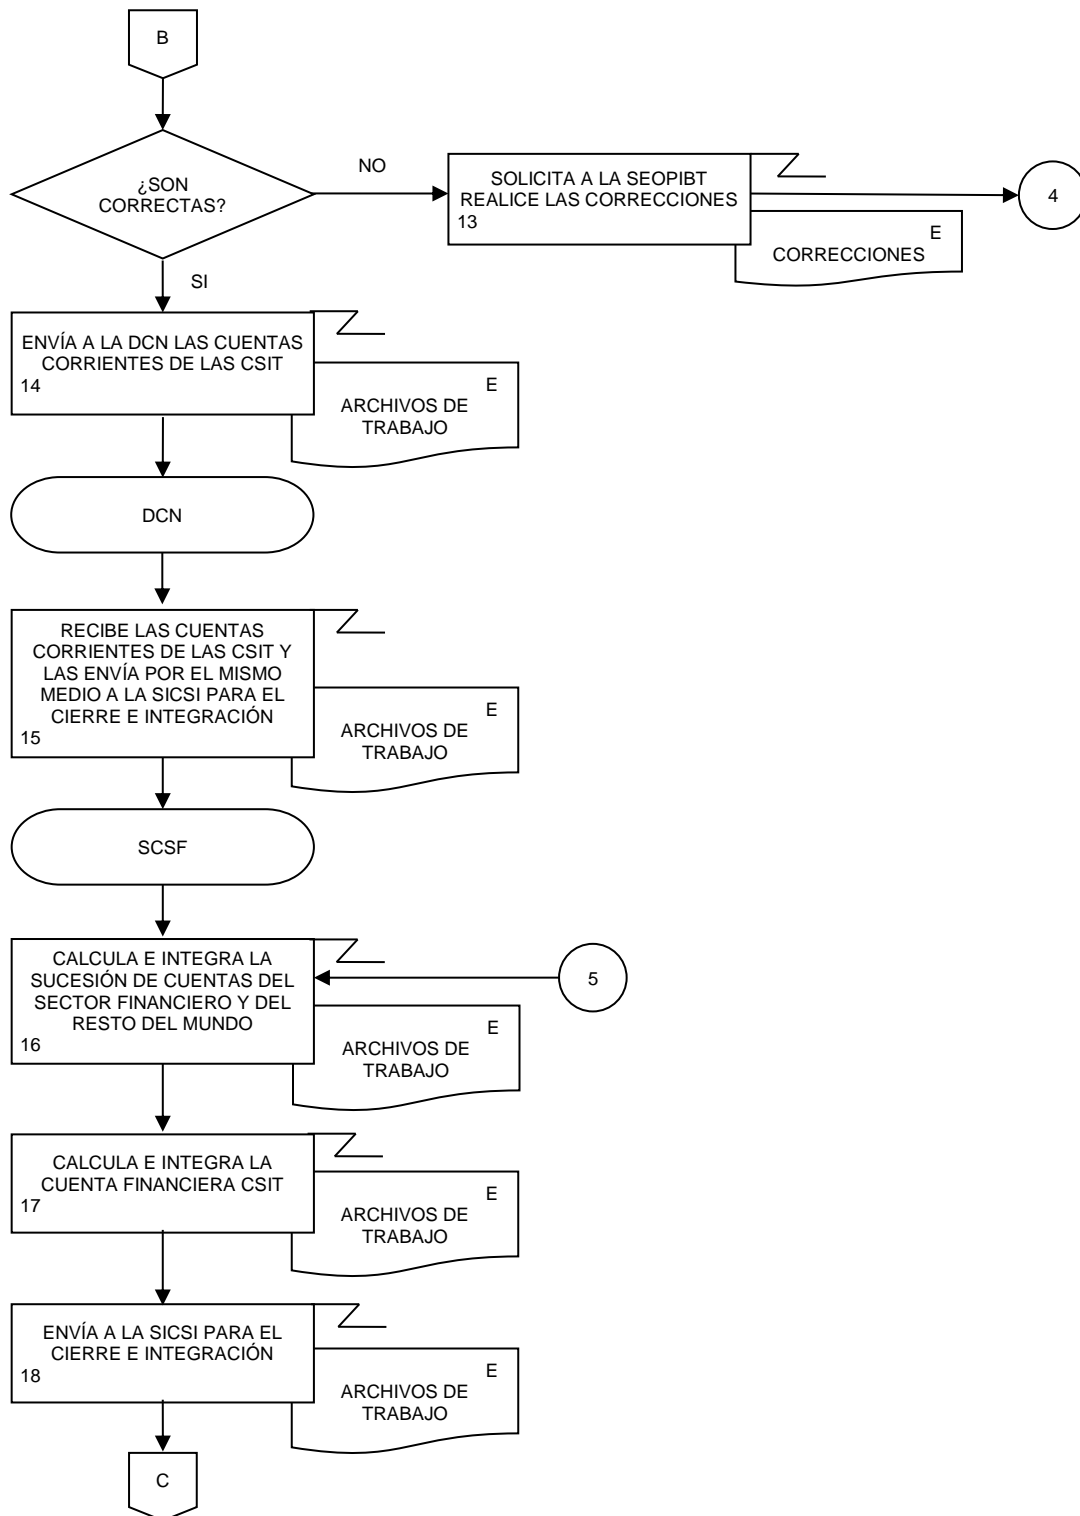 B
¿SON
CORRECTAS?
NO
SOLICITA A LA SEOPIBT
REALICE LAS CORRECCIONES
13
E
CORRECCIONES
4
SI
ENVÍA A LA DCN LAS CUENTAS
CORRIENTES DE LAS CSIT
14
E
ARCHIVOS DE
TRABAJO
DCN
RECIBE LAS CUENTAS
CORRIENTES DE LAS CSIT Y
LAS ENVÍA POR EL MISMO
MEDIO A LA SICSI PARA EL
CIERRE E INTEGRACIÓN
15
E
ARCHIVOS DE
TRABAJO
SCSF
CALCULA E INTEGRA LA
SUCESIÓN DE CUENTAS DEL
SECTOR FINANCIERO Y DEL
RESTO DEL MUNDO
16
5
E
ARCHIVOS DE
TRABAJO
CALCULA E INTEGRA LA
CUENTA FINANCIERA CSIT
17
E
ARCHIVOS DE
TRABAJO
ENVÍA A LA SICSI PARA EL
CIERRE E INTEGRACIÓN
18
E
ARCHIVOS DE
TRABAJO
C